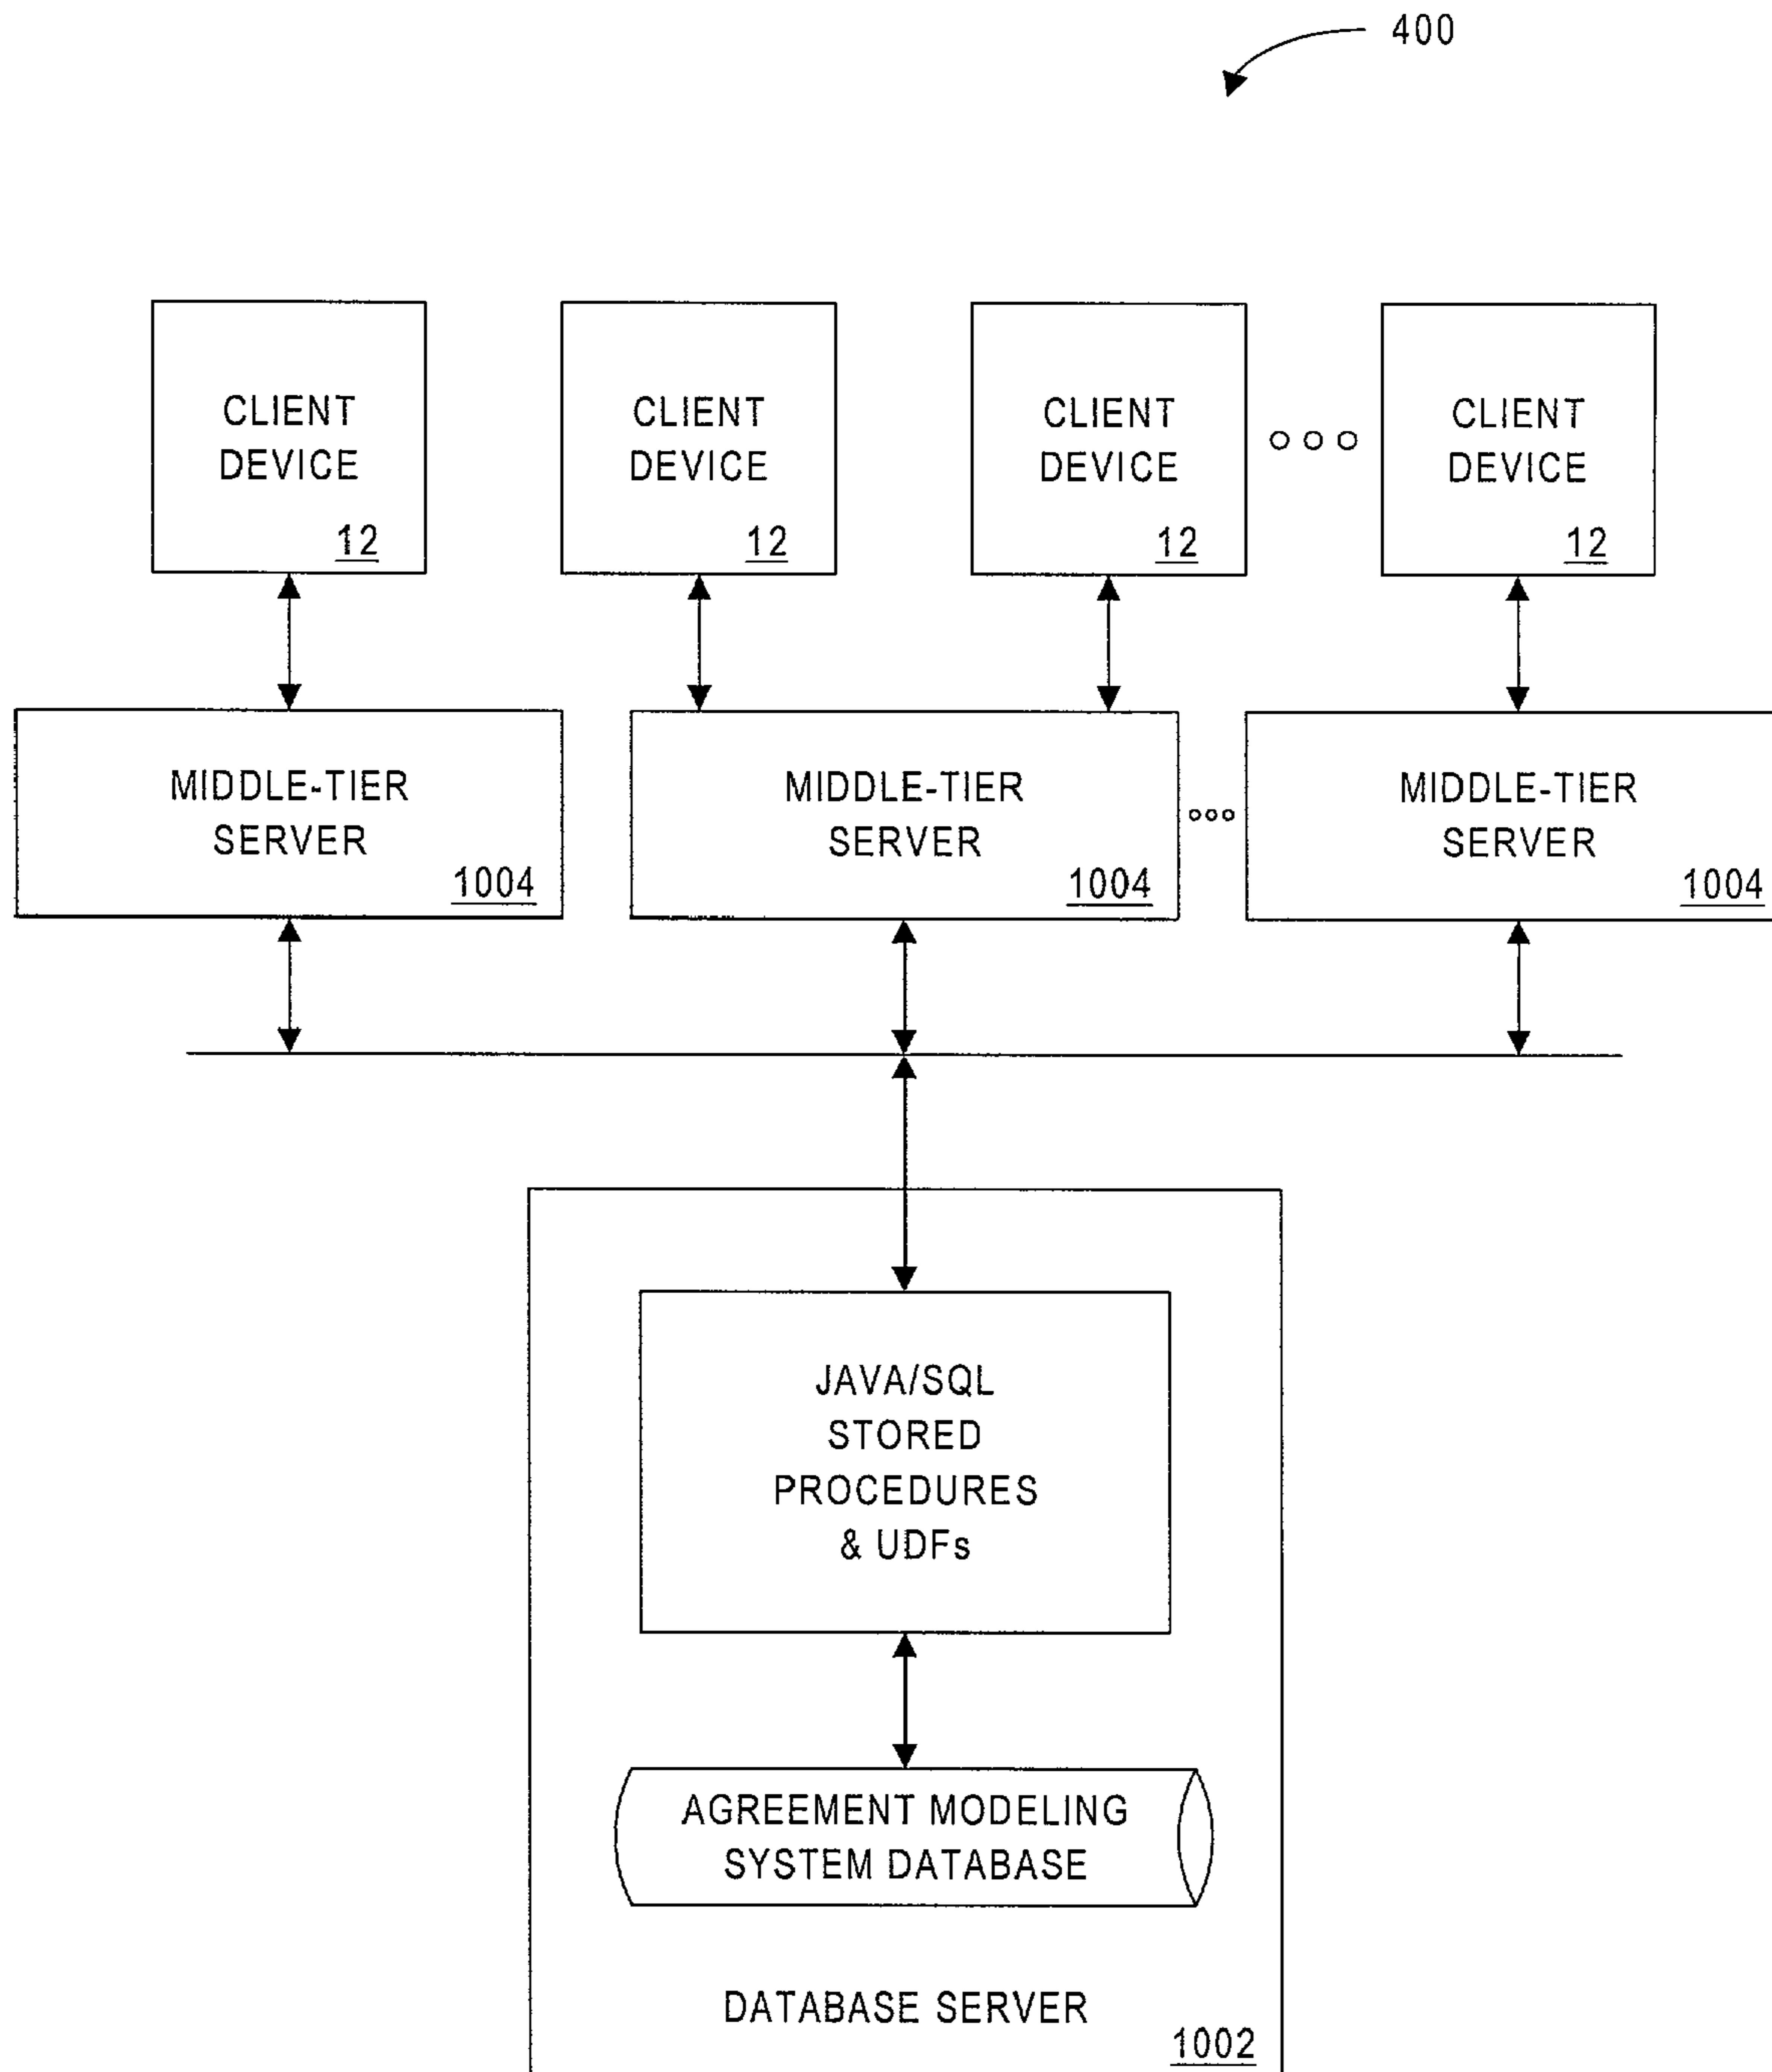 400
CLIENT
DEVICE
12
CLIENT
DEVICE
12
CLIENT
DEVICE
12
CLIENT
DEVICE
12
MIDDLE-TIER
SERVER
1004
MIDDLE-TIER
SERVER
1004
MIDDLE-TIER
SERVER
1004
JAVA/SQL
STORED
PROCEDURES
& UDFs
AGREEMENT MODELING
SYSTEM DATABASE
DATABASE SERVER
1002